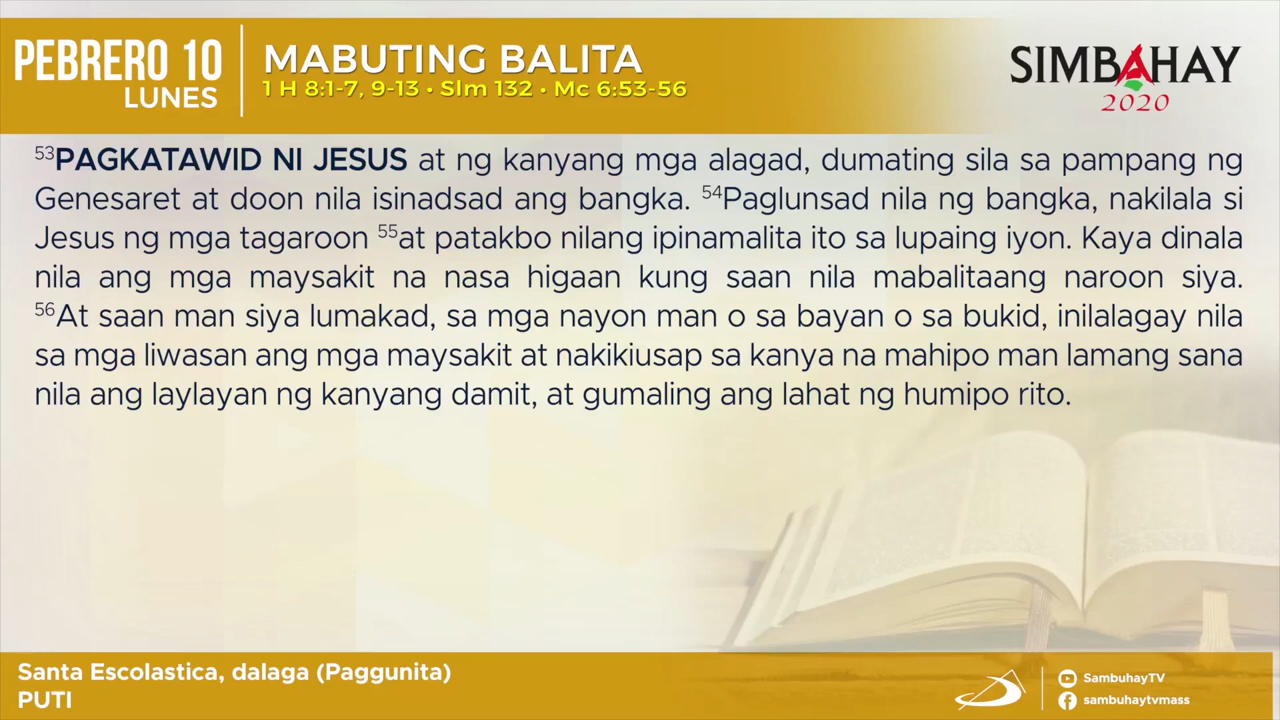 PEBRERO 10
LUNES
MABUTING BALITA
1 H 8:1-7, 9-13 • Slm 132 • Mc 6:53-56
SIMBAHAY
2020
53PAGKATAWID NI JESUS at ng kanyang mga alagad, dumating sila sa pampang ng
Genesaret at doon nila isinadsad ang bangka. 54Paglunsad nila ng bangka, nakilala si
Jesus ng mga tagaroon 55at patakbo nilang ipinamalita ito sa lupaing iyon. Kaya dinala
nila ang mga maysakit na nasa higaan kung saan nila mabalitaang naroon siya.
56At saan man siya lumakad, sa mga nayon man o sa bayan o sa bukid, inilalagay nila
sa mga liwasan ang mga maysakit at nakikiusap sa kanya na mahipo man lamang sana
nila ang laylayan ng kanyang damit, at gumaling ang lahat ng humipo rito.
Santa Escolastica, dalaga (Paggunita)
PUTI
SambuhayTV
sambuhaytvmass